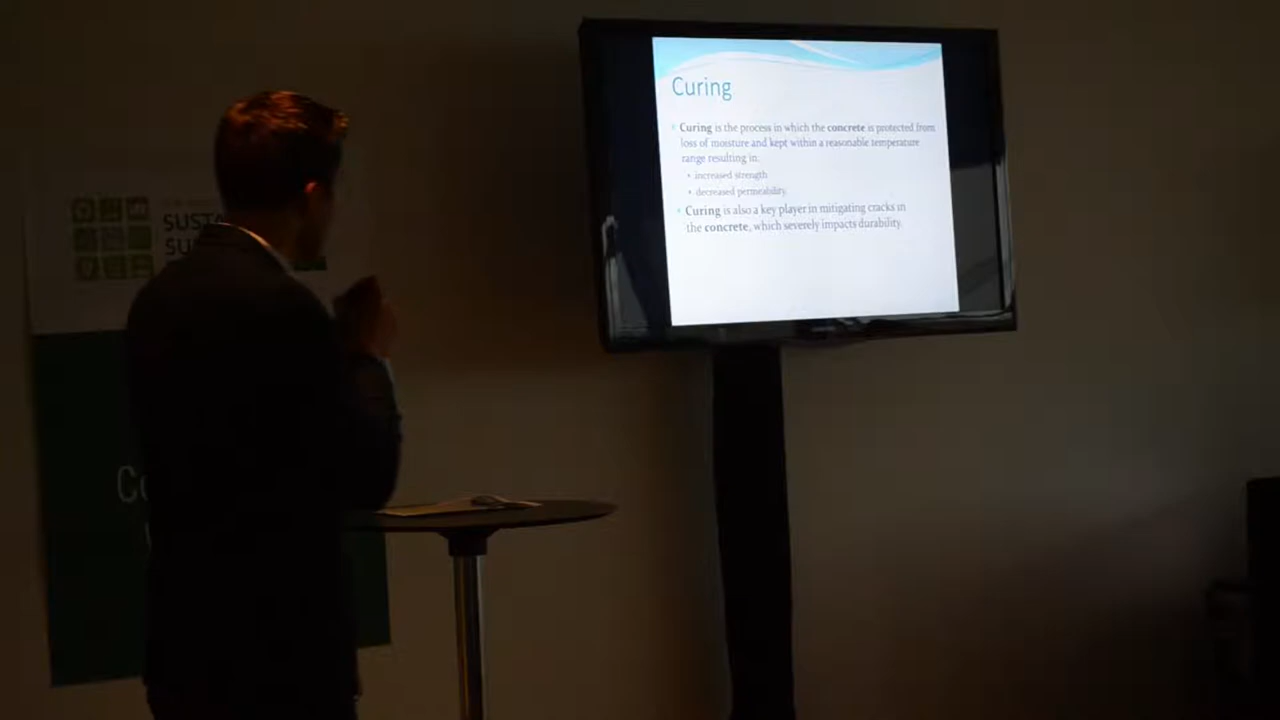 Curing
Curing is the process in which the concrete is protected from
loss of moisture and kept within a reasonable temperature
range resulting in:
• increased strength
• decreased permeability.
Curing is also a key player in mitigating cracks in
the concrete, which severely impacts durability.